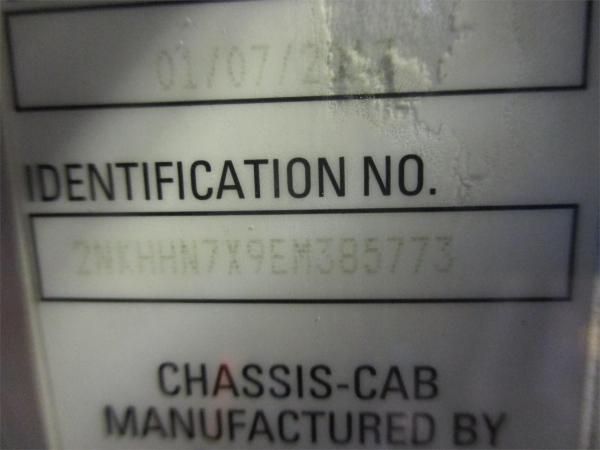 IDENTIFICATION NO.
2NKHHN7X9EM385773
CHASSIS-CAB
MANUFACTURED BY